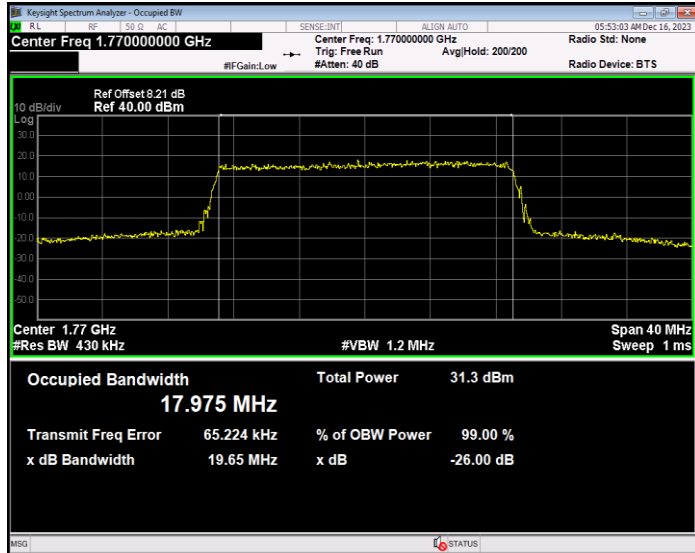 Keysight Spectrum Analyzer - Occupied BW
RL RF 50 Ω AC SENSE:INT ALIGN AUTO 05:53:03 AM Dec 16, 2023
Center Freq 1.770000000 GHz Center Freq: 1.770000000 GHz Radio Std: None
Trig: Free Run Avg|Hold: 200/200
#IFGain:Low #Atten: 40 dB Radio Device: BTS
Ref Offset 8.21 dB
10 dB/div Ref 40.00 dBm
Log
30.0
20.0
10.0
0.00
-10.0
-20.0
-30.0
-40.0
-50.0
Center 1.77 GHz Span 40 MHz
#Res BW 430 kHz #VBW 1.2 MHz Sweep 1 ms
Occupied Bandwidth Total Power 31.3 dBm
17.975 MHz
Transmit Freq Error 65.224 kHz % of OBW Power 99.00 %
x dB Bandwidth 19.65 MHz x dB -26.00 dB
MSG STATUS